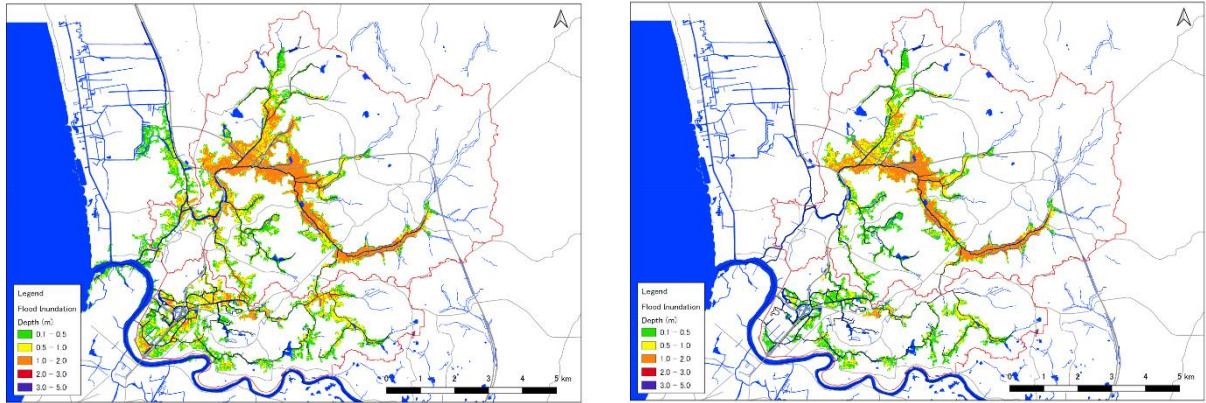 Legend
Flood Inundation
Depth (m)
0.1 - 0.5
0.5 - 1.0
1.0 - 2.0
2.0 - 3.0
3.0 - 5.0
0 1 2 3 4 5 km
Legend
Flood Inundation
Depth (m)
0.1 - 0.5
0.5 - 1.0
1.0 - 2.0
2.0 - 3.0
3.0 - 5.0
0 1 2 3 4 5 km